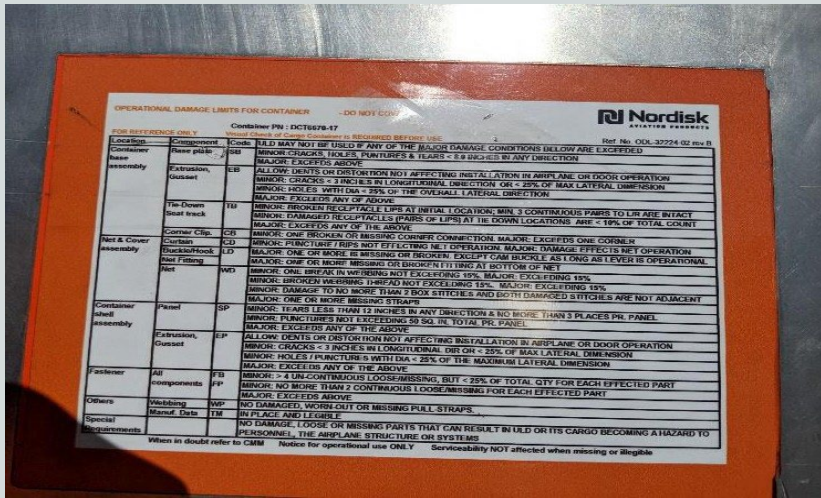 OPERATIONAL DAMAGE LIMITS FOR CONTAINER - DO NOT
Nordisk
AVIATION PRODUCTS
Container PN : DCT6670-17
FOR REFERENCE ONLY Visual Check of Cargo Container is REQUIRED BEFORE USE Ref No. ODL-37224-02 rev B
Location Component Code ULD MAY NOT BE USED IF ANY OF THE MAJOR DAMAGE CONDITIONS BELOW ARE EXCEEDED
Container base assembly Base plate SB MINOR: CRACKS, HOLES, PUNTURES & TEARS < INCHES IN ANY DIRECTION
MAJOR: EXCEEDS ABOVE
Extrusion, Gusset EB ALLOW: DENTS OR DISTORTION NOT AFFECTING INSTALLATION IN AIRPLANE OR DOOR OPERATION
MINOR: CRACKS < 3 INCHES IN LONGITUDINAL DIRECTION OR < 25% OF MAX LATERAL DIMENSION
MINOR: HOLES WITH DIA < 25% OF THE OVERALL LATERAL DIRECTION
MAJOR: EXCEEDS ANY OF ABOVE
Tie-Down Seat track TB MINOR: BROKEN RECEPTACLE LIPS AT INITIAL LOCATION; MIN. 3 CONTINUOUS PAIRS TO L/R ARE INTACT
MINOR: DAMAGED RECEPTACLES (PAIRS OF LIPS) AT TIE DOWN LOCATIONS ARE < 10% OF TOTAL COUNT
MAJOR: EXCEEDS ANY OF THE ABOVE
Corner Clip. CB MINOR: ONE BROKEN OR MISSING CORNER CONNECTION. MAJOR: EXCEEDS ONE CORNER
Net & Cover assembly Curtain CD MINOR: PUNCTURE / RIPS NOT EFFECTING NET OPERATION. MAJOR: DAMAGE EFFECTS NET OPERATION
Buckle/Hook LD MAJOR: ONE OR MORE IS MISSING OR BROKEN. EXCEPT CAM BUCKLE AS LONG AS LEVER IS OPERATIONAL
Net Fitting MAJOR: ONE OR MORE MISSING OR BROKEN FITTING AT BOTTOM OF NET
Net WD MINOR: ONE BREAK IN WEBBING NOT EXCEEDING 15%, MAJOR: EXCEEDING 15%
MINOR: BROKEN WEBBING THREAD NOT EXCEEDING 15%. MAJOR: EXCEEDING 15%
MINOR: DAMAGE TO NO MORE THAN 2 BOX STITCHES AND BOTH DAMAGED STITCHES ARE NOT ADJACENT
MAJOR: ONE OR MORE MISSING STRAPS
Container shell assembly Panel SP MINOR: TEARS LESS THAN 12 INCHES IN ANY DIRECTION & NO MORE THAN 3 PLACES PR. PANEL
MINOR: PUNCTURES NOT EXCEEDING 50 SQ. IN. TOTAL PR. PANEL
MAJOR: EXCEEDS ANY OF THE ABOVE
Extrusion, Gusset EP ALLOW: DENTS OR DISTORTION NOT AFFECTING INSTALLATION IN AIRPLANE OR DOOR OPERATION
MINOR: CRACKS < 3 INCHES IN LONGITUDINAL DIR OR < 25% OF MAX LATERAL DIMENSION
MINOR: HOLES / PUNCTURES WITH DIA < 25% OF THE MAXIMUM LATERAL DIMENSION
MAJOR: EXCEEDS ANY OF THE ABOVE
Fastener All components FB FP MINOR: > 4 UN-CONTINUOUS LOOSE/MISSING, BUT < 25% OF TOTAL QTY FOR EACH EFFECTED PART
MINOR: NO MORE THAN 2 CONTINUOUS LOOSE/MISSING FOR EACH EFFECTED PART
MAJOR: EXCEEDS ABOVE
Others Webbing WP NO DAMAGED, WORN-OUT OR MISSING PULL-STRAPS.
Manuf. Data TM IN PLACE AND LEGIBLE
Special Requirements NO DAMAGE, LOOSE OR MISSING PARTS THAT CAN RESULT IN ULD OR ITS CARGO BECOMING A HAZARD TO
PERSONNEL, THE AIRPLANE STRUCTURE OR SYSTEMS
When in doubt refer to CMM Notice for operational use ONLY Serviceability NOT affected when missing or illegible